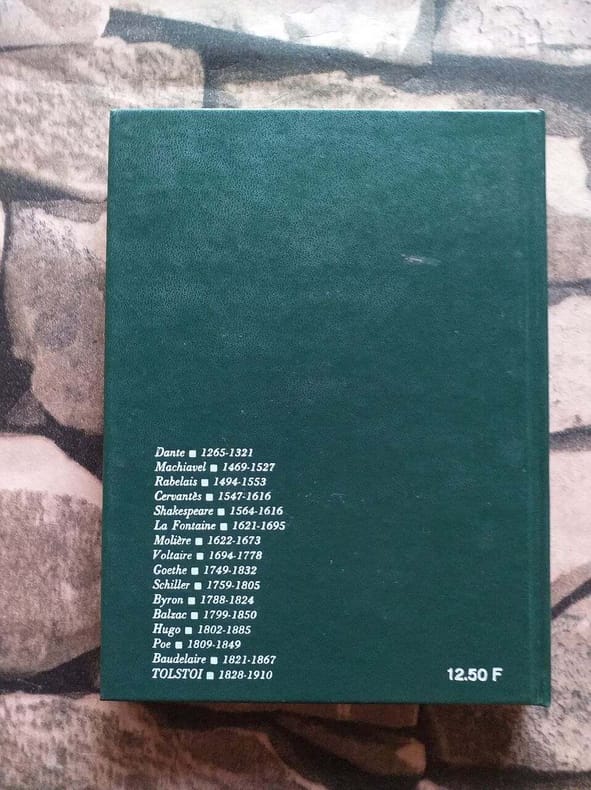 Dante ■ 1265-1321
Machiavel ■ 1469-1527
Rabelais ■ 1494-1553
Cervantès ■ 1547-1616
Shakespeare ■ 1564-1616
La Fontaine ■ 1621-1695
Molière ■ 1622-1673
Voltaire ■ 1694-1778
Goethe ■ 1749-1832
Schiller ■ 1759-1805
Byron ■ 1788-1824
Balzac ■ 1799-1850
Hugo ■ 1802-1885
Poe ■ 1809-1849
Baudelaire ■ 1821-1867
TOLSTOI ■ 1828-1910
12.50 F